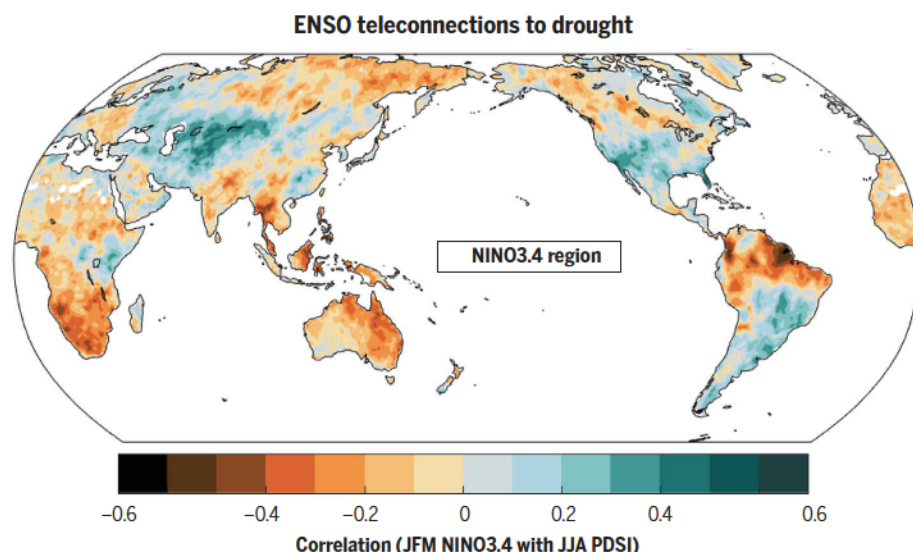 ENSO teleconnections to drought
NINO3.4 region
−0.6 −0.4 −0.2 0 0.2 0.4 0.6
Correlation (JFM NINO3.4 with JJA PDSI)